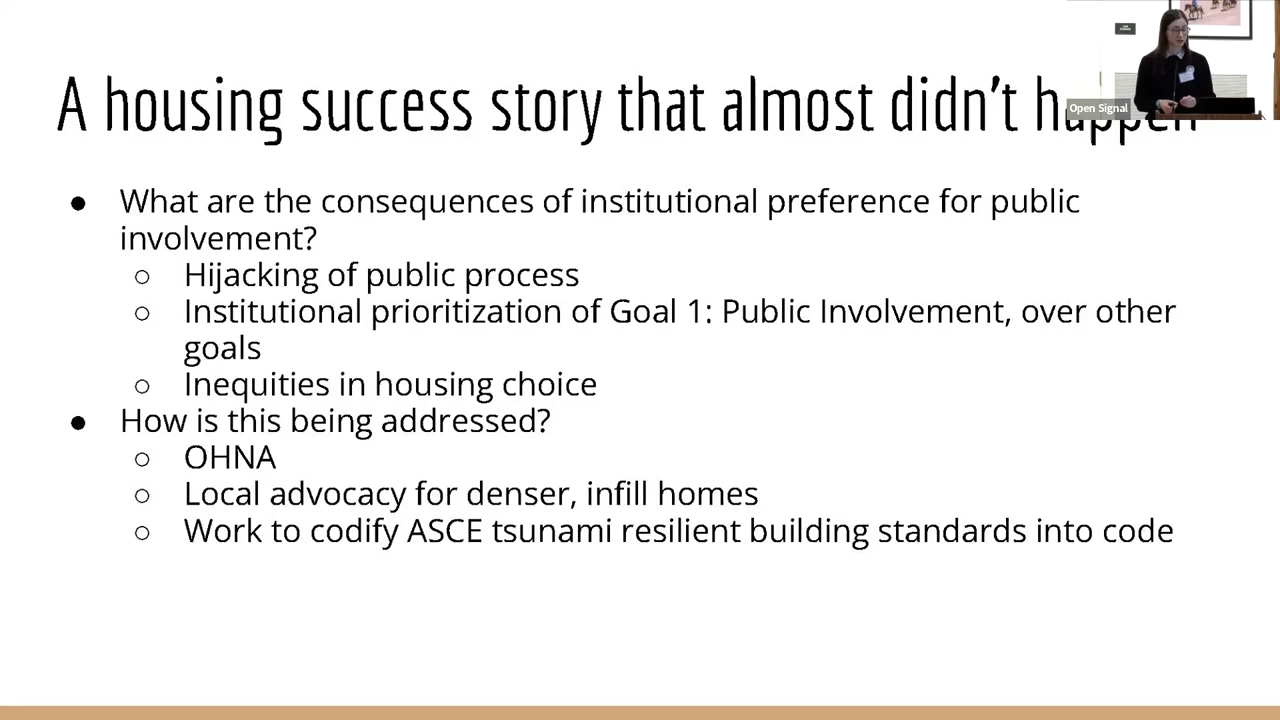 A housing success story that almost didn't happen
Open Signal
● What are the consequences of institutional preference for public
involvement?
○ Hijacking of public process
○ Institutional prioritization of Goal 1: Public Involvement, over other
goals
○ Inequities in housing choice
● How is this being addressed?
○ OHNA
○ Local advocacy for denser, infill homes
○ Work to codify ASCE tsunami resilient building standards into code